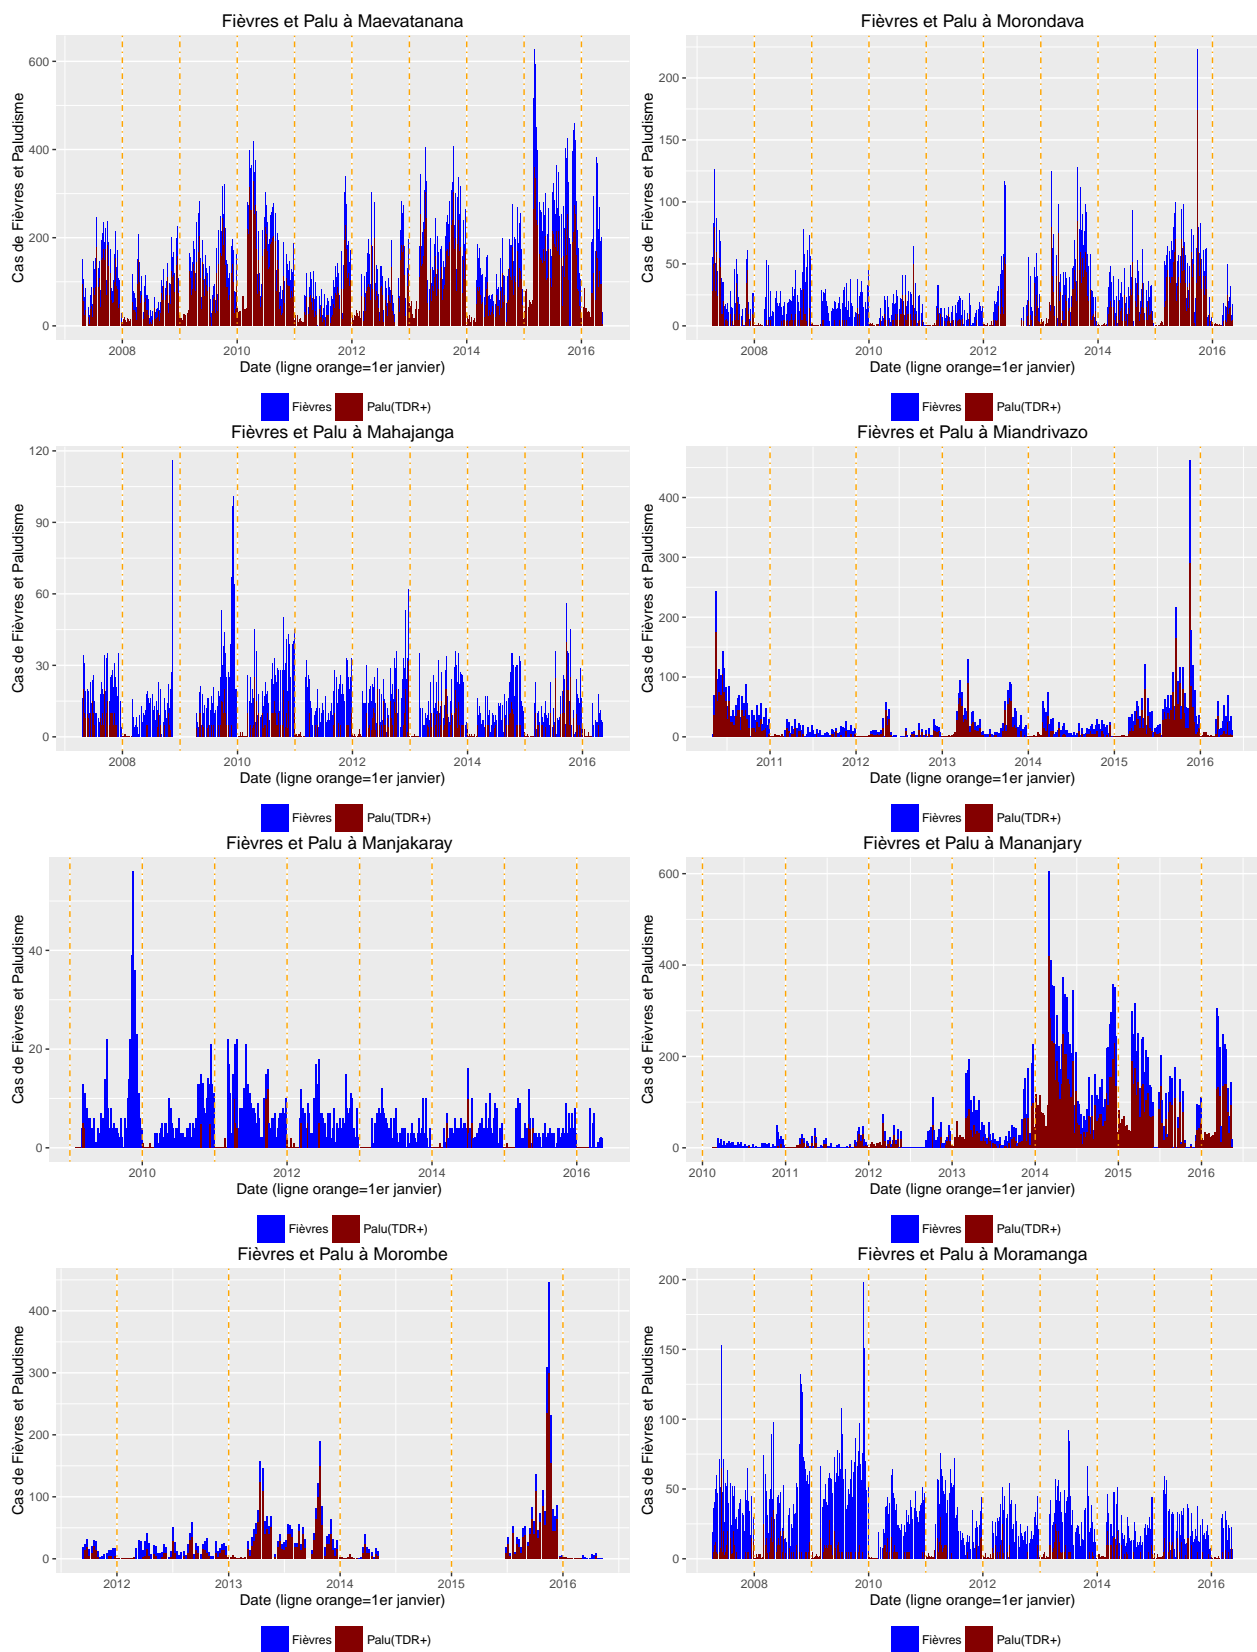 Fièvres et Palu à Maevatanana
Cas de Fièvres et Paludisme
600
400
200
0
2008 2010 2012 2014 2016
Date (ligne orange=1er janvier)
Fièvres Palu(TDR+)
Fièvres et Palu à Morondava
Cas de Fièvres et Paludisme
200
150
100
50
0
2008 2010 2012 2014 2016
Date (ligne orange=1er janvier)
Fièvres Palu(TDR+)
Fièvres et Palu à Mahajanga
Cas de Fièvres et Paludisme
120
90
60
30
0
2008 2010 2012 2014 2016
Date (ligne orange=1er janvier)
Fièvres Palu(TDR+)
Fièvres et Palu à Miandrivazo
Cas de Fièvres et Paludisme
400
300
200
100
0
2011 2012 2013 2014 2015 2016
Date (ligne orange=1er janvier)
Fièvres Palu(TDR+)
Fièvres et Palu à Manjakaray
Cas de Fièvres et Paludisme
40
20
0
2010 2012 2014 2016
Date (ligne orange=1er janvier)
Fièvres Palu(TDR+)
Fièvres et Palu à Mananjary
Cas de Fièvres et Paludisme
600
400
200
0
2010 2011 2012 2013 2014 2015 2016
Date (ligne orange=1er janvier)
Fièvres Palu(TDR+)
Fièvres et Palu à Morombe
Cas de Fièvres et Paludisme
400
300
200
100
0
2012 2013 2014 2015 2016
Date (ligne orange=1er janvier)
Fièvres Palu(TDR+)
Fièvres et Palu à Moramanga
Cas de Fièvres et Paludisme
200
150
100
50
0
2008 2010 2012 2014 2016
Date (ligne orange=1er janvier)
Fièvres Palu(TDR+)